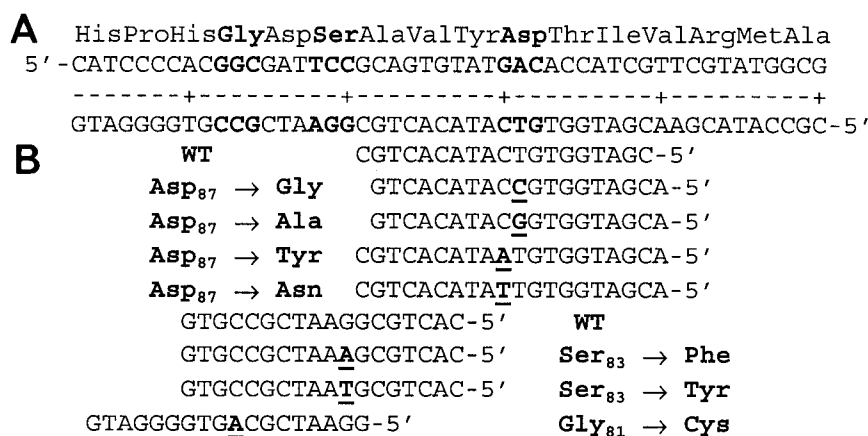 A HisProHisGlyAspSerAlaValTyrAspThrIleValArgMetAla
5'-CATCCCCACGGCGATTCCGCAGTGTATGACACCATCGTTCGTATGGCG
-------+---------+---------+---------+---------+
GTAGGGGTGCCGCTAAGGCGTCACATACTGTGGTAGCAAGCATACCGC-5'
B WT CGTCACATACTGTGGTAGC-5'
Asp87 → Gly GTCACATACCGTGGTAGCA-5'
Asp87 → Ala GTCACATACGGTGGTAGCA-5'
Asp87 → Tyr CGTCACATAATGTGGTAGCA-5'
Asp87 → Asn CGTCACATATTGTGGTAGCA-5'
GTGCCGCTAAGGCGTCAC-5' WT
GTGCCGCTAAAGCGTCAC-5' Ser83 → Phe
GTGCCGCTAATGCGTCAC-5' Ser83 → Tyr
GTAGGGGTGACGCTAAGG-5' Gly81 → Cys